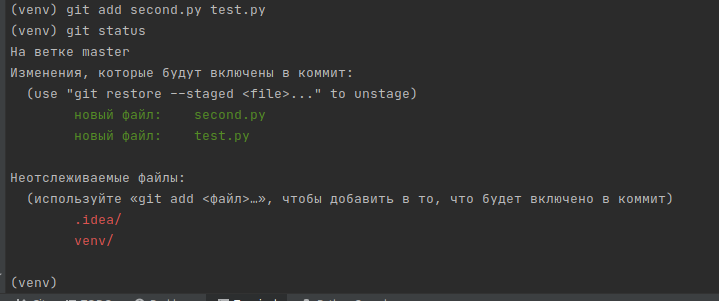 (venv) git add second.py test.py
(venv) git status
На ветке master
Изменения, которые будут включены в коммит:
(use "git restore --staged <file>..." to unstage)
новый файл: second.py
новый файл: test.py
Неотслеживаемые файлы:
(используйте «git add <файл>…», чтобы добавить в то, что будет включено в коммит)
.idea/
venv/
(venv)